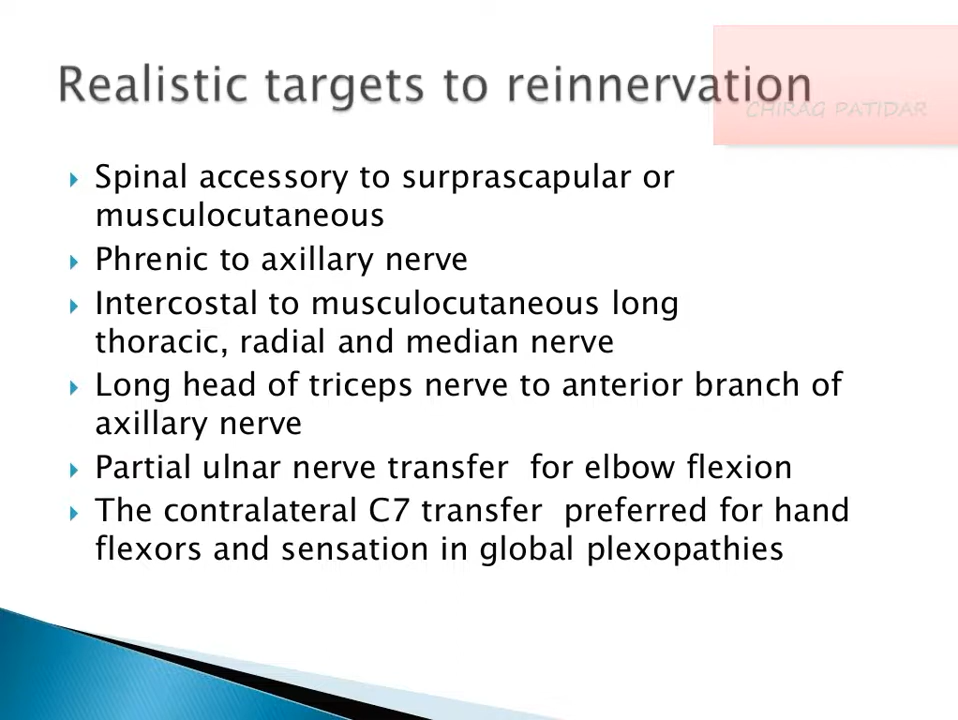 Realistic targets to reinnervation
CHIRAG PATIDAR
Spinal accessory to surprascapular or
musculocutaneous
Phrenic to axillary nerve
Intercostal to musculocutaneous long
thoracic, radial and median nerve
Long head of triceps nerve to anterior branch of
axillary nerve
Partial ulnar nerve transfer for elbow flexion
The contralateral C7 transfer preferred for hand
flexors and sensation in global plexopathies